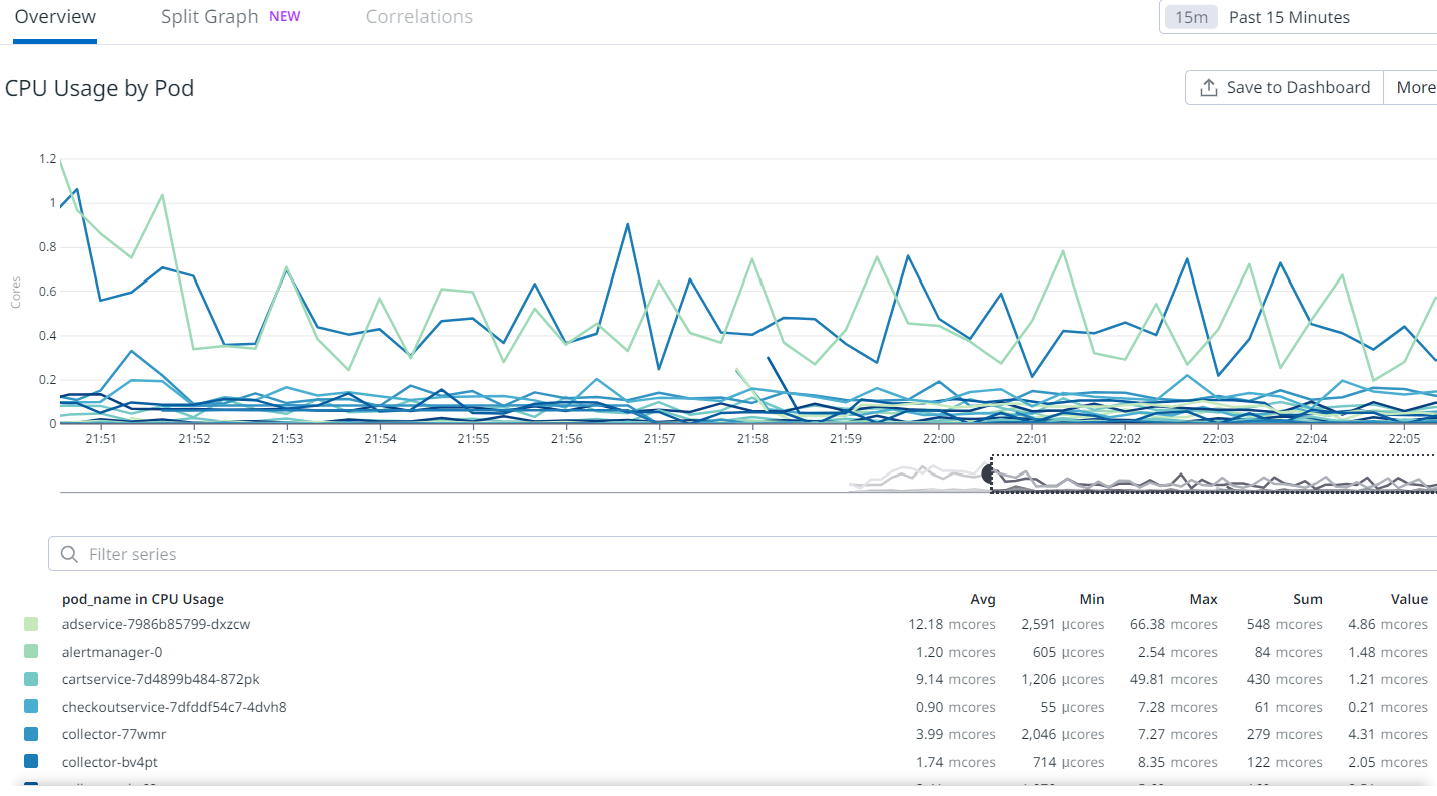 Overview Split Graph NEW Correlations 15m Past 15 Minutes
CPU Usage by Pod Save to Dashboard More
1.2
1
0.8
0.6
0.4
0.2
0
Cores
21:51 21:52 21:53 21:54 21:55 21:56 21:57 21:58 21:59 22:00 22:01 22:02 22:03 22:04 22:05
Filter series
pod_name in CPU Usage Avg Min Max Sum Value
adservice-7986b85799-dxzcw 12.18 mcores 2,591 µcores 66.38 mcores 548 mcores 4.86 mcores
alertmanager-0 1.20 mcores 605 µcores 2.54 mcores 84 mcores 1.48 mcores
cartservice-7d4899b484-872pk 9.14 mcores 1,206 µcores 49.81 mcores 430 mcores 1.21 mcores
checkoutservice-7dfddf54c7-4dvh8 0.90 mcores 55 µcores 7.28 mcores 61 mcores 0.21 mcores
collector-77wmr 3.99 mcores 2,046 µcores 7.27 mcores 279 mcores 4.31 mcores
collector-bv4pt 1.74 mcores 714 µcores 8.35 mcores 122 mcores 2.05 mcores